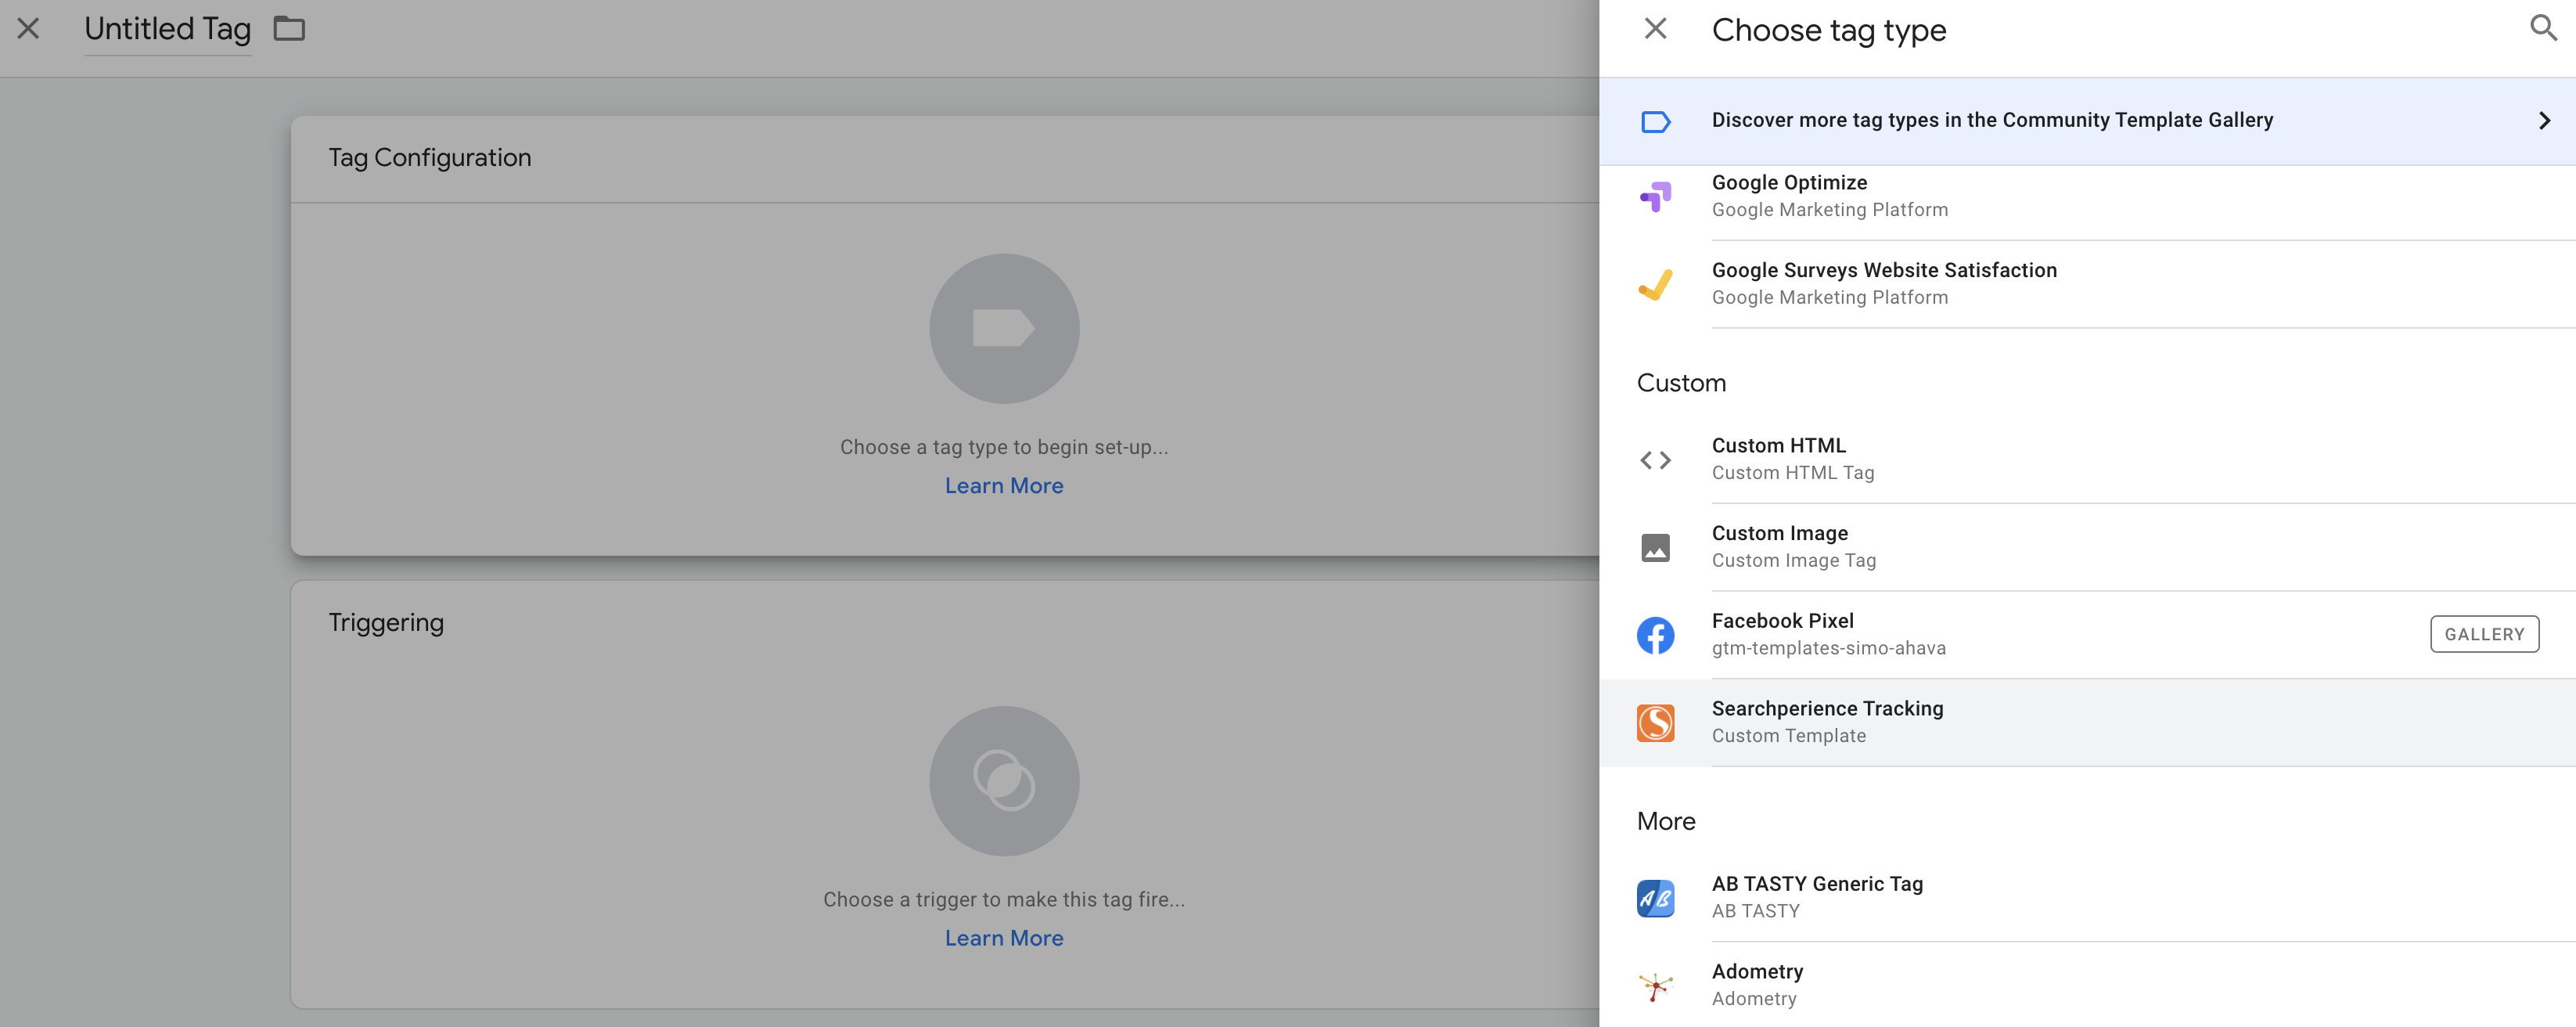 Untitled Tag
Tag Configuration
Choose a tag type to begin set-up...
Learn More
Triggering
Choose a trigger to make this tag fire...
Learn More
Choose tag type
Discover more tag types in the Community Template Gallery
Google Optimize
Google Marketing Platform
Google Surveys Website Satisfaction
Google Marketing Platform
Custom
Custom HTML
Custom HTML Tag
Custom Image
Custom Image Tag
Facebook Pixel
gtm-templates-simo-ahava
GALLERY
Searchperience Tracking
Custom Template
More
AB
AB TASTY Generic Tag
AB TASTY
Adometry
Adometry